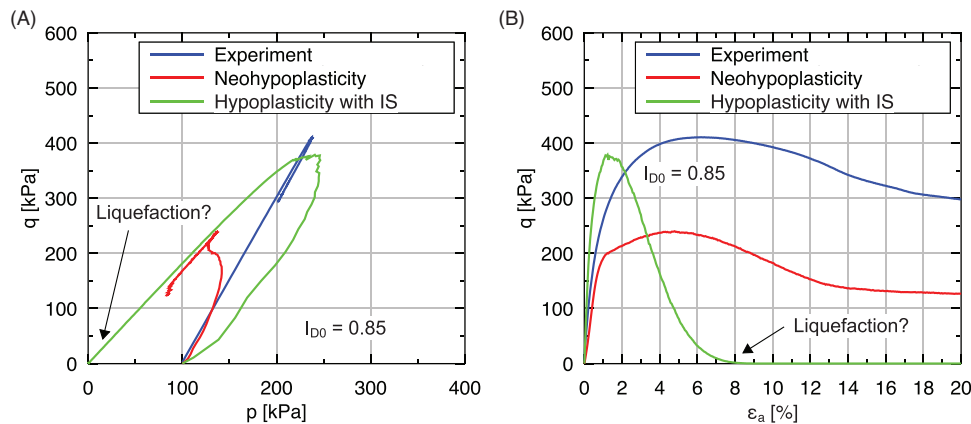 (A)
600
500
400
300
200
100
0
q [kPa]
Experiment
Neohypoplasticity
Hypoplasticity with IS
Liquefaction?
I_D0 = 0.85
0 100 200 300 400
p [kPa]
(B)
600
500
400
300
200
100
0
q [kPa]
Experiment
Neohypoplasticity
Hypoplasticity with IS
I_D0 = 0.85
Liquefaction?
0 2 4 6 8 10 12 14 16 18 20
ε_a [%]